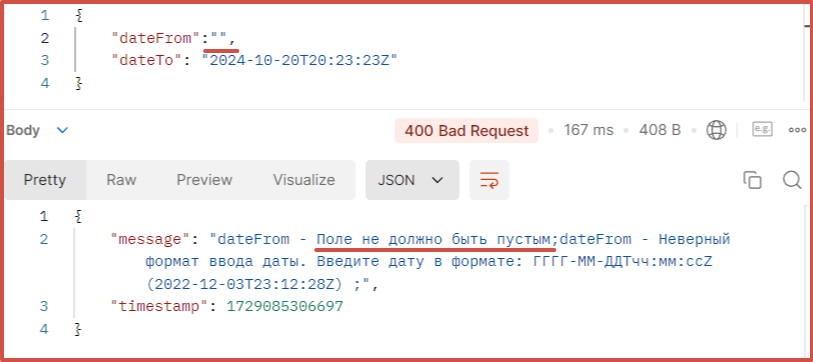 1 {
2 "dateFrom":"",
3 "dateTo": "2024-10-20T20:23:23Z"
4 }
Body 400 Bad Request 167 ms 408 B e.g.
Pretty Raw Preview Visualize JSON
1 {
2 "message": "dateFrom - Поле не должно быть пустым;dateFrom - Неверный
формат ввода даты. Введите дату в формате: ГГГГ-ММ-ДДТчч:мм:ссZ
(2022-12-03T23:12:28Z) ;",
3 "timestamp": 1729085306697
4 }